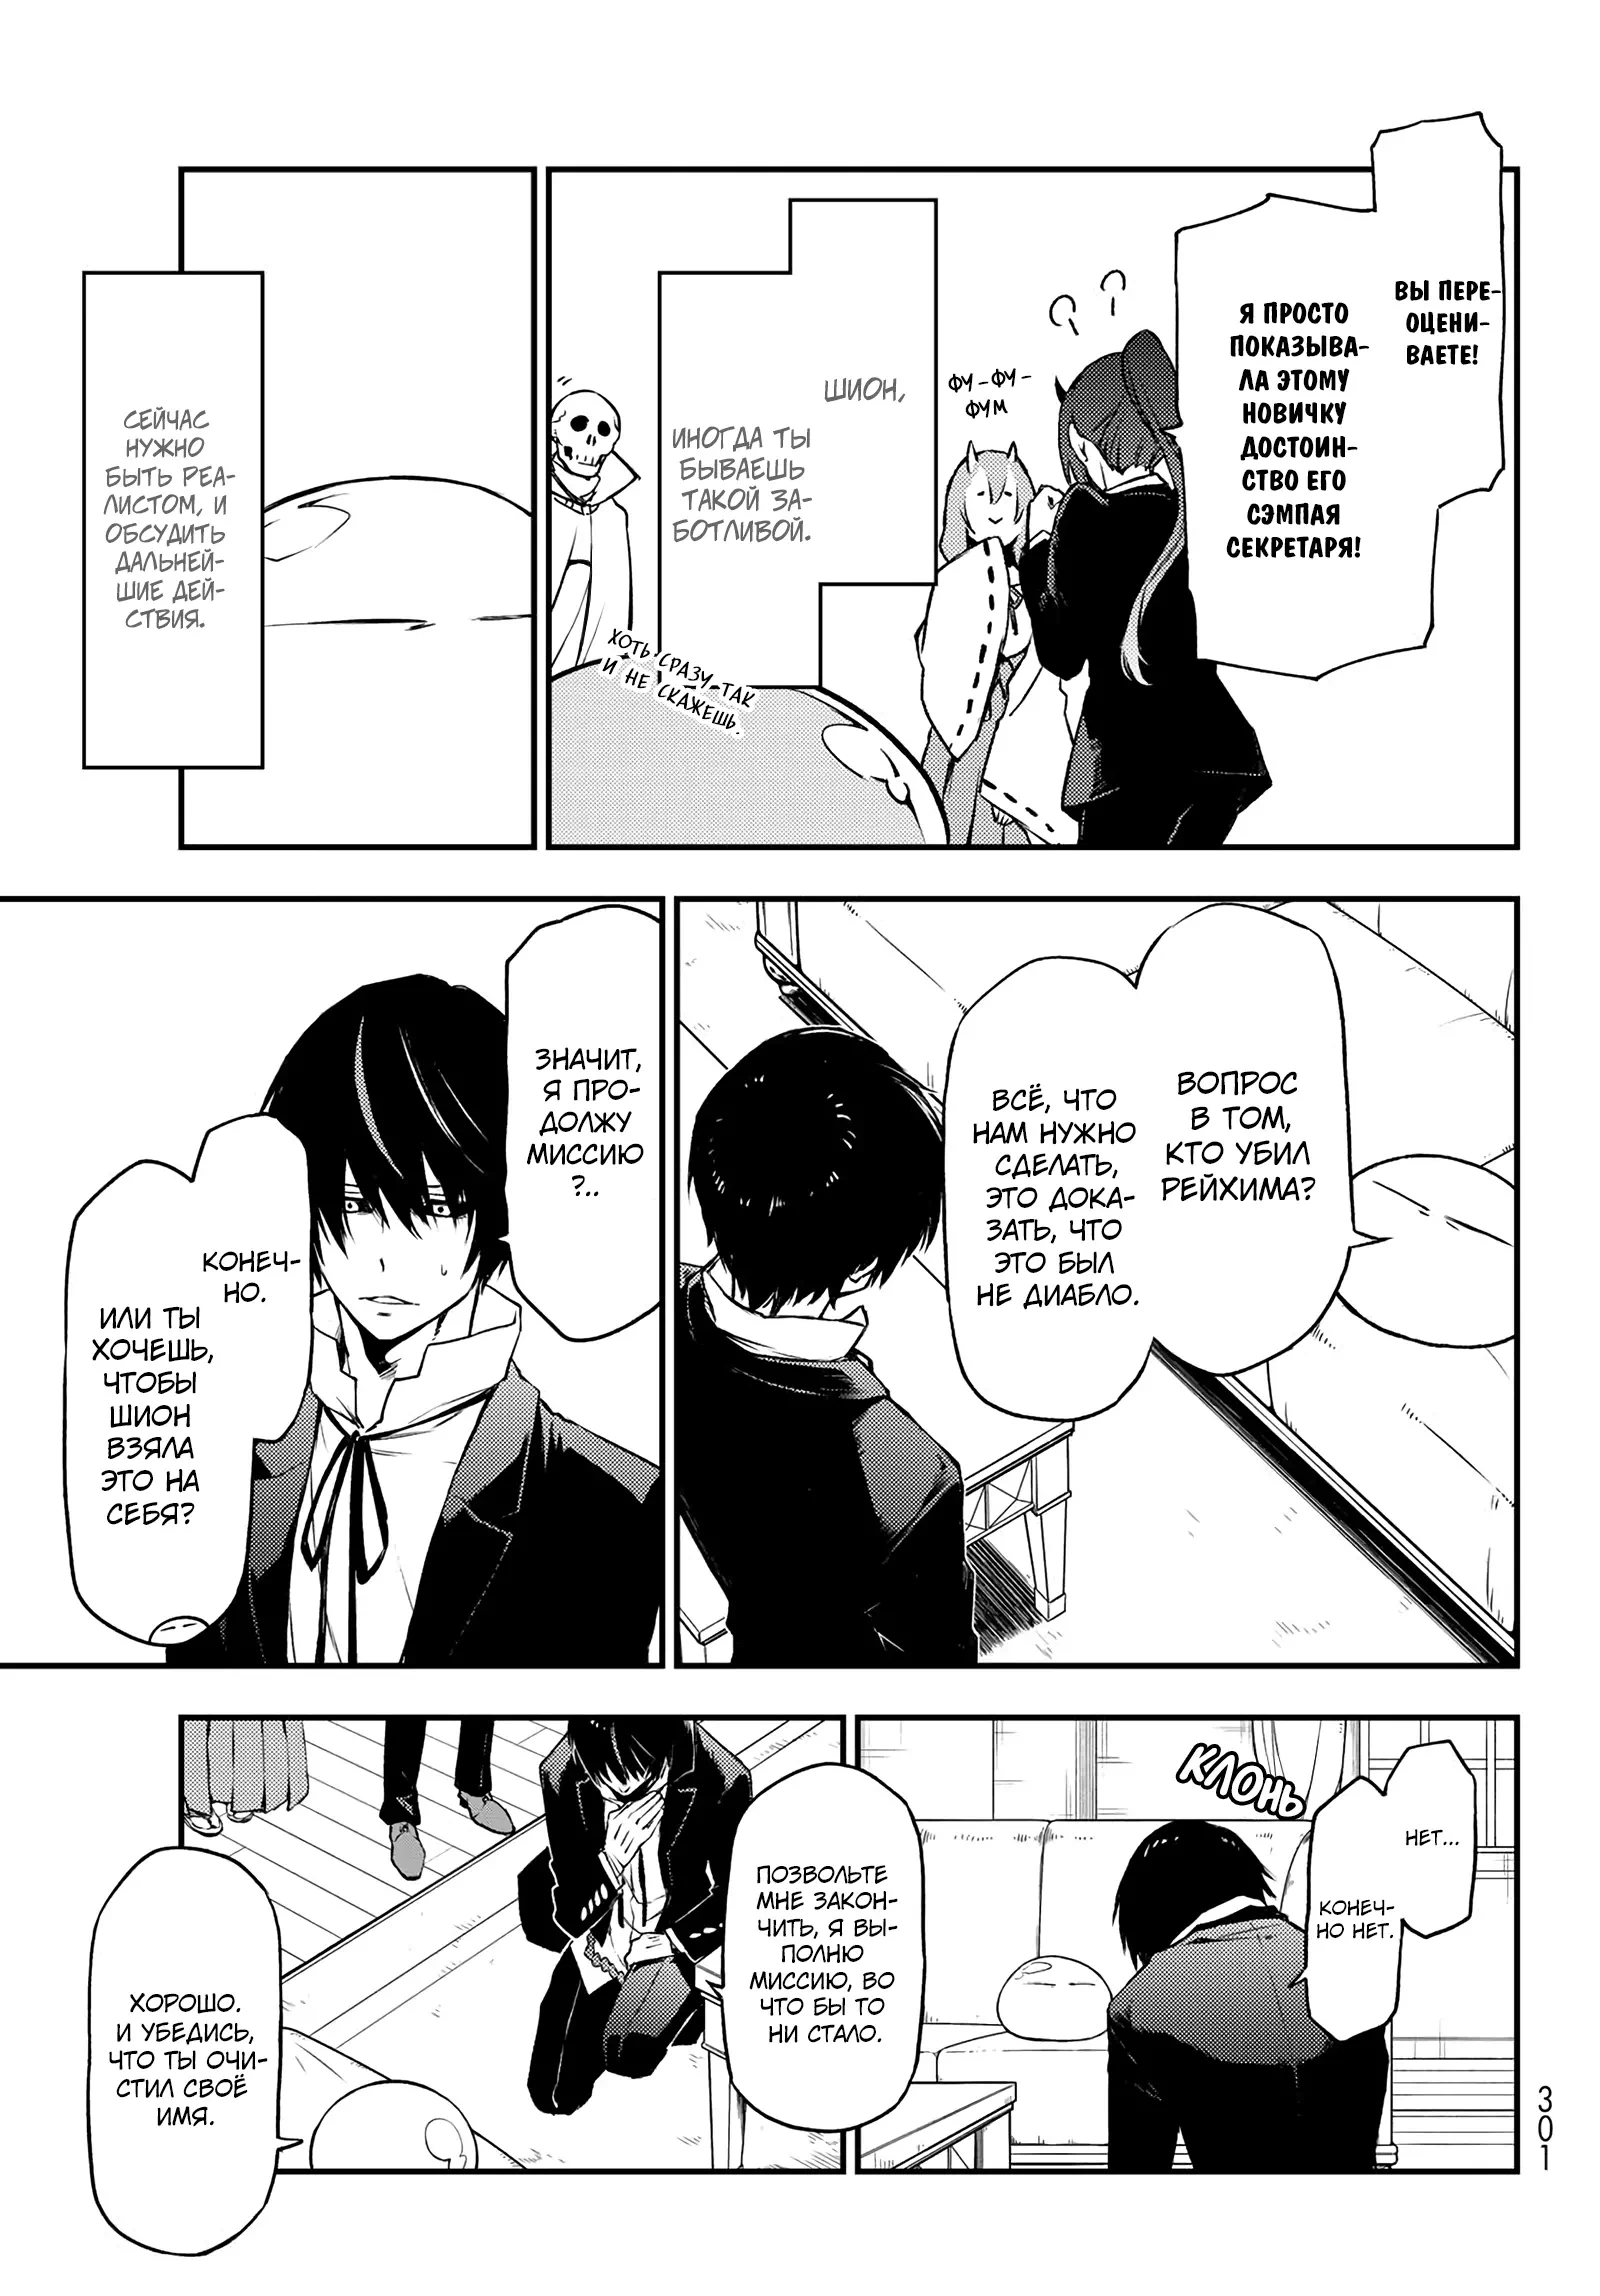 ВЫ ПЕРЕ-
ОЦЕНИ-
ВАЕТЕ!
Я ПРОСТО
ПОКАЗЫВА-
ЛА ЭТОМУ
НОВИЧКУ
ДОСТОИН-
СТВО ЕГО
СЭМПАЯ
СЕКРЕТАРЯ!
ФУ-ФУ-
ФУМ
ШИОН,
ИНОГДА ТЫ
БЫВАЕШЬ
ТАКОЙ ЗА-
БОТЛИВОЙ.
ХОТЬ СРАЗУ ТАК
И НЕ СКАЖЕШЬ.
СЕЙЧАС
НУЖНО
БЫТЬ РЕА-
ЛИСТОМ, И
ОБСУДИТЬ
ДАЛЬНЕЙ-
ШИЕ ДЕЙ-
СТВИЯ.
ВОПРОС
В ТОМ,
КТО УБИЛ
РЕЙХИМА?
ВСЁ, ЧТО
НАМ НУЖНО
СДЕЛАТЬ,
ЭТО ДОКА-
ЗАТЬ, ЧТО
ЭТО БЫЛ
НЕ ДИАБЛО.
ЗНАЧИТ,
Я ПРО-
ДОЛЖУ
МИССИЮ
?..
КОНЕЧ-
НО.
ИЛИ ТЫ
ХОЧЕШЬ,
ЧТОБЫ
ШИОН
ВЗЯЛА
ЭТО НА
СЕБЯ?
НЕТ...
КОНЕЧ-
НО НЕТ.
КЛОНЬ
ПОЗВОЛЬТЕ
МНЕ ЗАКОН-
ЧИТЬ, Я ВЫ-
ПОЛНЮ
МИССИЮ, ВО
ЧТО БЫ ТО
НИ СТАЛО.
ХОРОШО.
И УБЕДИСЬ,
ЧТО ТЫ ОЧИ-
СТИЛ СВОЁ
ИМЯ.
301